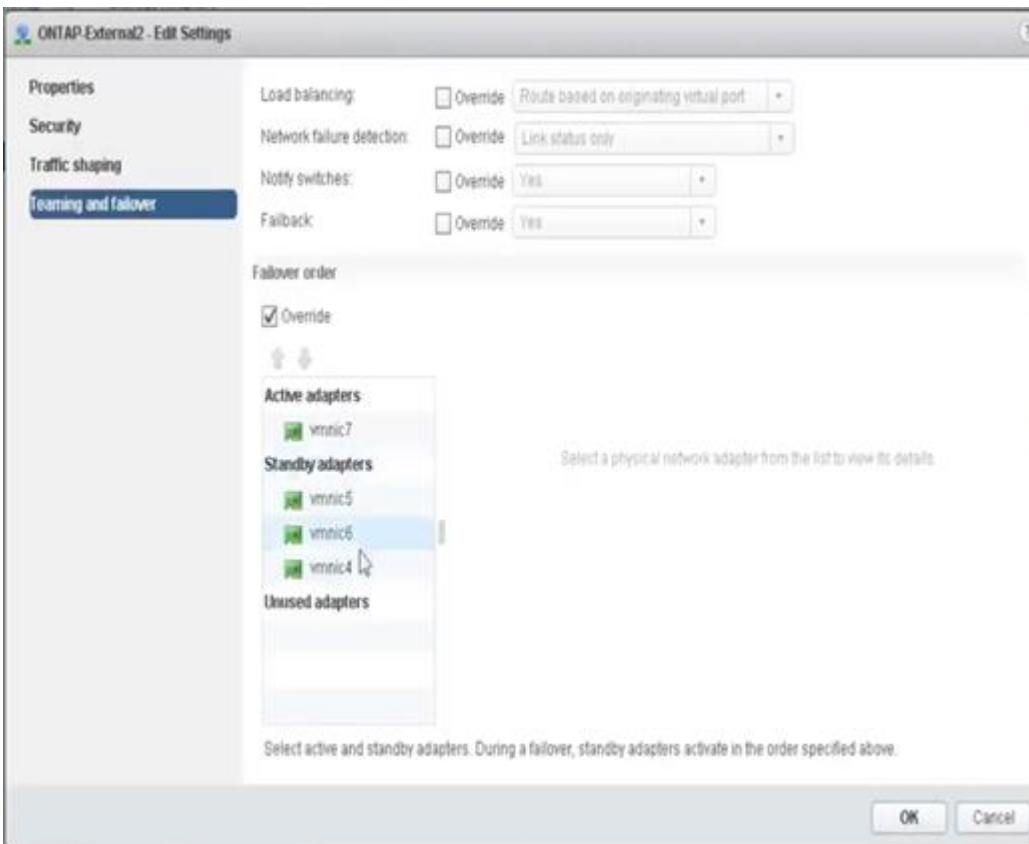 ONTAP-External2 - Edit Settings
Properties
Security
Traffic shaping
Teaming and failover
Load balancing: Override Route based on originating virtual port
Network failure detection: Override Link status only
Notify switches: Override Yes
Failback: Override Yes
Failover order
Override
Active adapters
vmnic7
Standby adapters
vmnic5
vmnic6
vmnic4
Unused adapters
Select a physical network adapter from the list to view its details.
Select active and standby adapters. During a failover, standby adapters activate in the order specified above.
OK Cancel